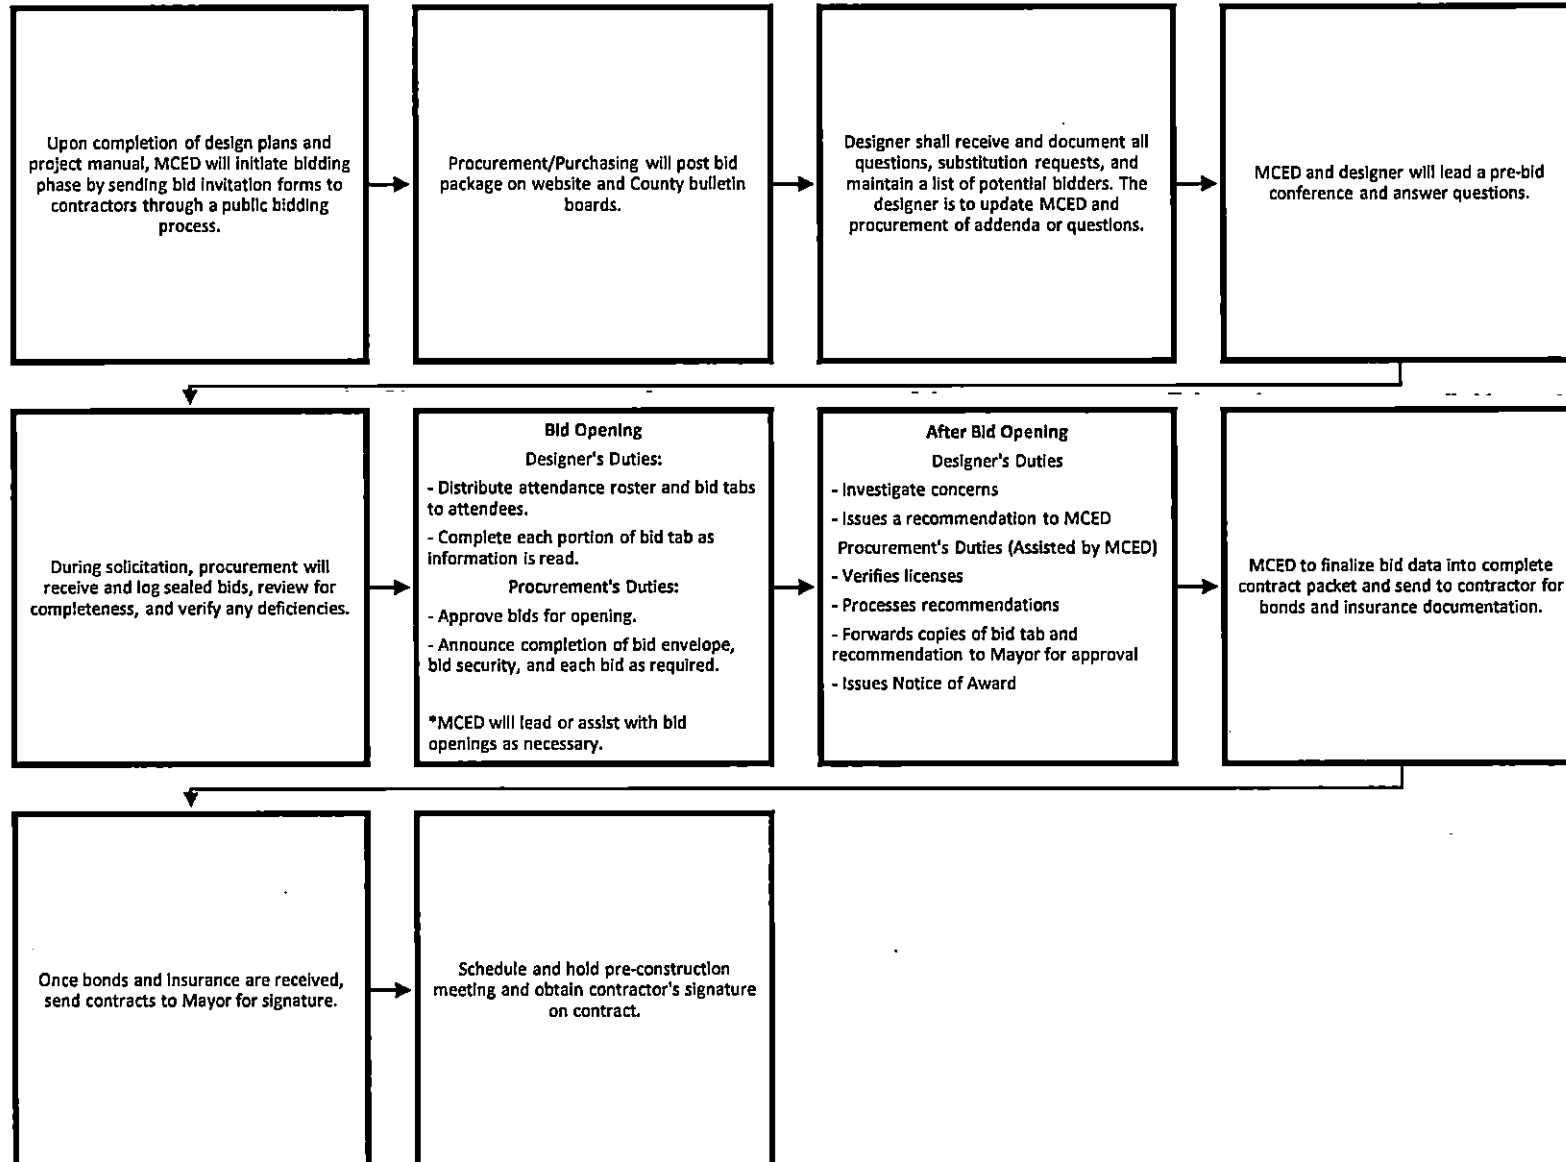 Upon completion of design plans and
project manual, MCED will initiate bidding
phase by sending bid invitation forms to
contractors through a public bidding
process.
Procurement/Purchasing will post bid
package on website and County bulletin
boards.
Designer shall receive and document all
questions, substitution requests, and
maintain a list of potential bidders. The
designer is to update MCED and
procurement of addenda or questions.
MCED and designer will lead a pre-bid
conference and answer questions.
During solicitation, procurement will
receive and log sealed bids, review for
completeness, and verify any deficiencies.
Bid Opening
Designer's Duties:
- Distribute attendance roster and bid tabs
to attendees.
- Complete each portion of bid tab as
information is read.
Procurement's Duties:
- Approve bids for opening.
- Announce completion of bid envelope,
bid security, and each bid as required.
*MCED will lead or assist with bid
openings as necessary.
After Bid Opening
Designer's Duties
- Investigate concerns
- Issues a recommendation to MCED
Procurement's Duties (Assisted by MCED)
- Verifies licenses
- Processes recommendations
- Forwards copies of bid tab and
recommendation to Mayor for approval
- Issues Notice of Award
MCED to finalize bid data into complete
contract packet and send to contractor for
bonds and insurance documentation.
Once bonds and insurance are received,
send contracts to Mayor for signature.
Schedule and hold pre-construction
meeting and obtain contractor's signature
on contract.